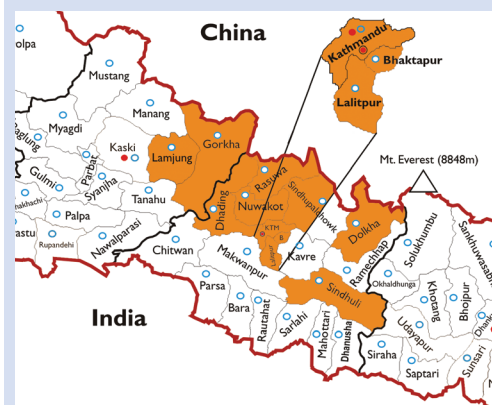 China
Kathmandu
Bhaktapur
Lalitpur
Mustang
Manang
Myagdi
Kaski
Lamjung
Gorkha
Parbat
Gulmi
Syanjha
Tanahu
Palpa
Rupandehi
Nawalparasi
Chitwan
Dhading
Rasuwa
Nuwakot
Sindhupalchowk
KTM
B
Lalitpur
Kavre
Makwanpur
Dolkha
Ramechhap
Sindhuli
Mt. Everest (8848m)
Solukhumbu
Okhaldhunga
Khotang
Bhojpur
Udayapur
Parsa
Bara
Rautahat
Sarlahi
Mahottari
Dhanusha
Siraha
Saptari
Sunsari
India